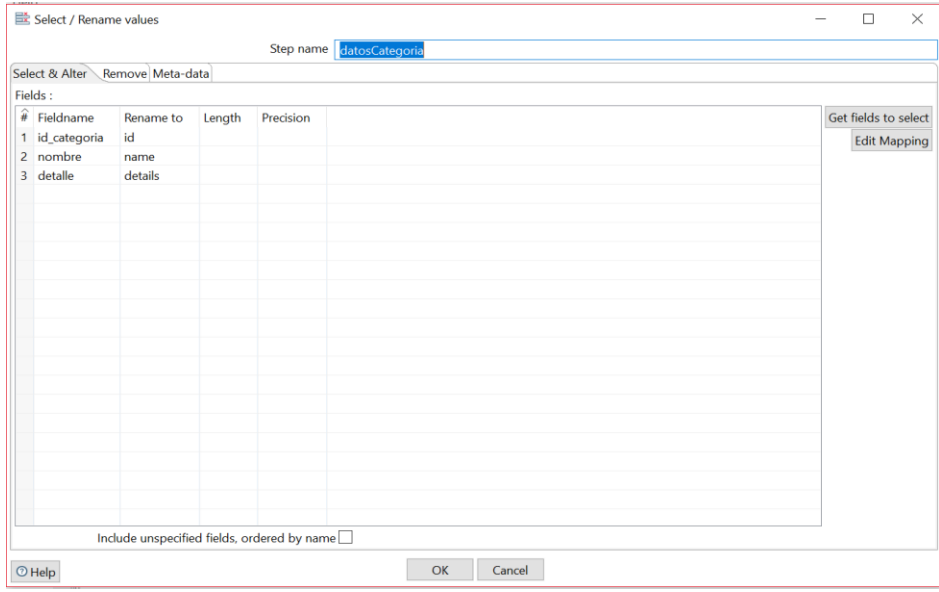 Select / Rename values
Step name datosCategoria
Select & Alter Remove Meta-data
Fields :
# Fieldname Rename to Length Precision
Get fields to select
1 id_categoria id
Edit Mapping
2 nombre name
3 detalle details
Include unspecified fields, ordered by name
Help OK Cancel